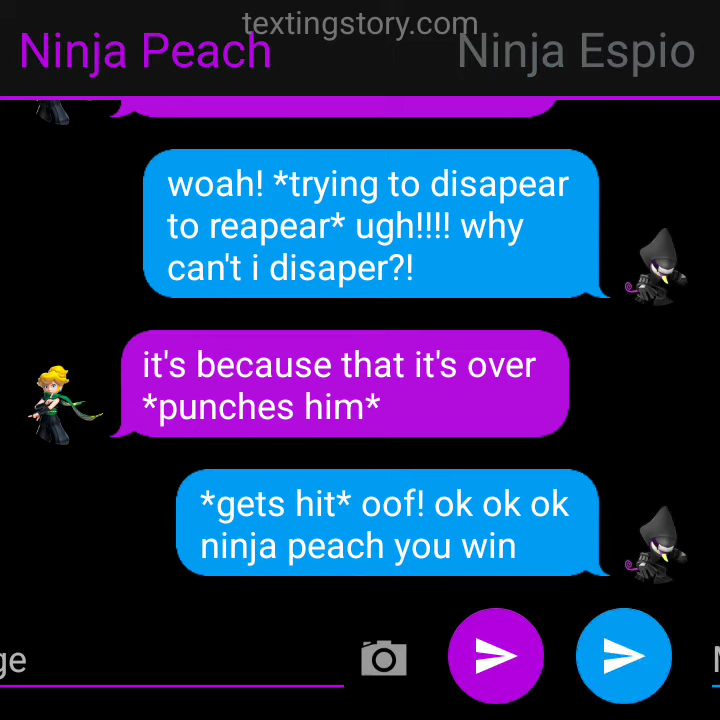 textingstory.com
Ninja Peach
Ninja Espio
woah! *trying to disapear
to reapear* ugh!!!! why
can't i disaper?!
it's because that it's over
*punches him*
*gets hit* oof! ok ok ok
ninja peach you win
ge